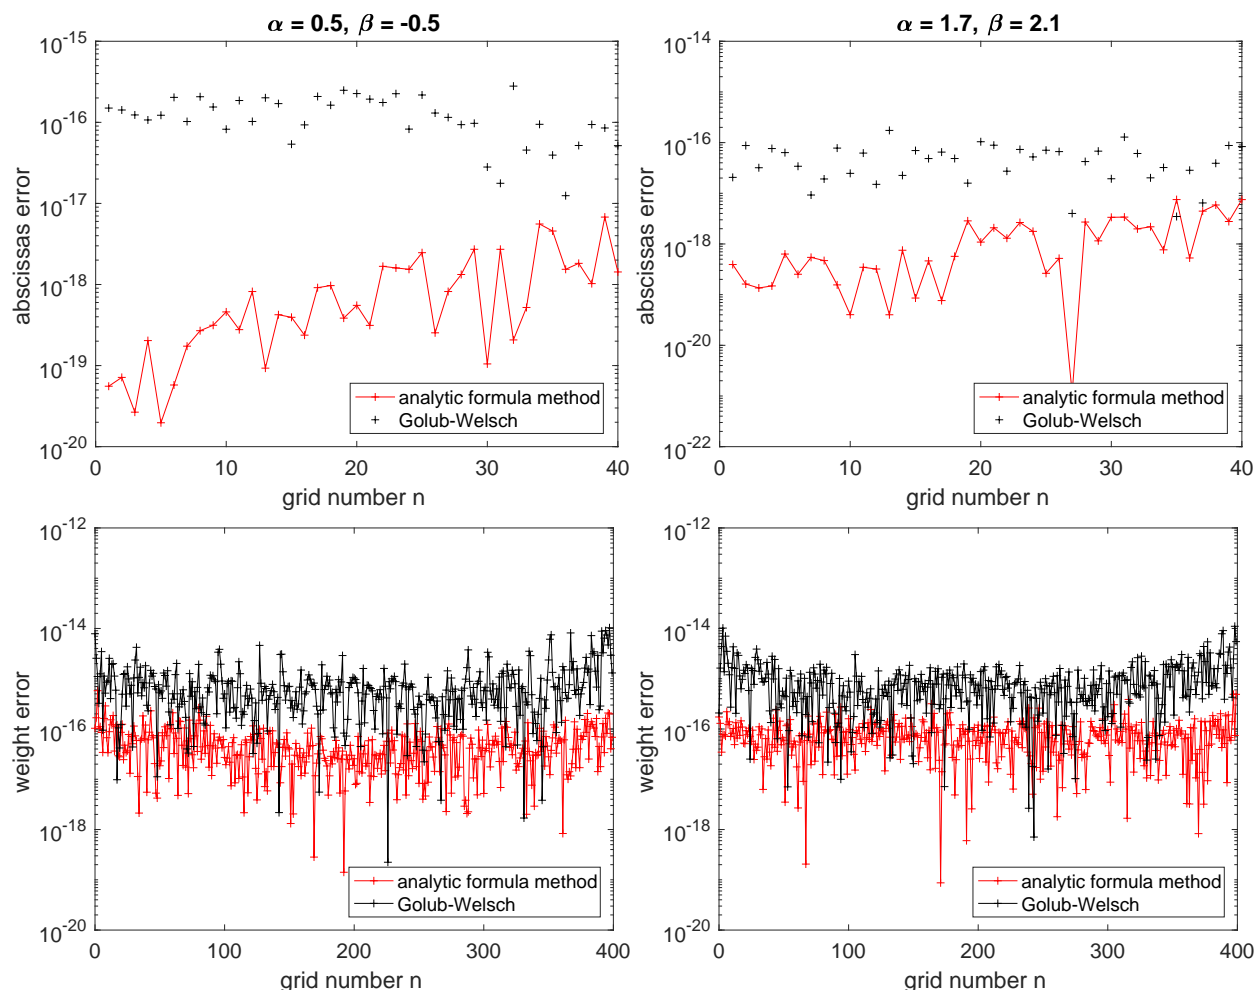 α = 0.5, β = -0.5
10-15
10-16
10-17
10-18
10-19
10-20
abscissas error
0 10 20 30 40
grid number n
analytic formula method
Golub-Welsch
α = 1.7, β = 2.1
10-14
10-16
10-18
10-20
10-22
abscissas error
0 10 20 30 40
grid number n
analytic formula method
Golub-Welsch
10-12
10-14
10-16
10-18
10-20
weight error
0 100 200 300 400
grid number n
analytic formula method
Golub-Welsch
10-12
10-14
10-16
10-18
10-20
weight error
0 100 200 300 400
grid number n
analytic formula method
Golub-Welsch